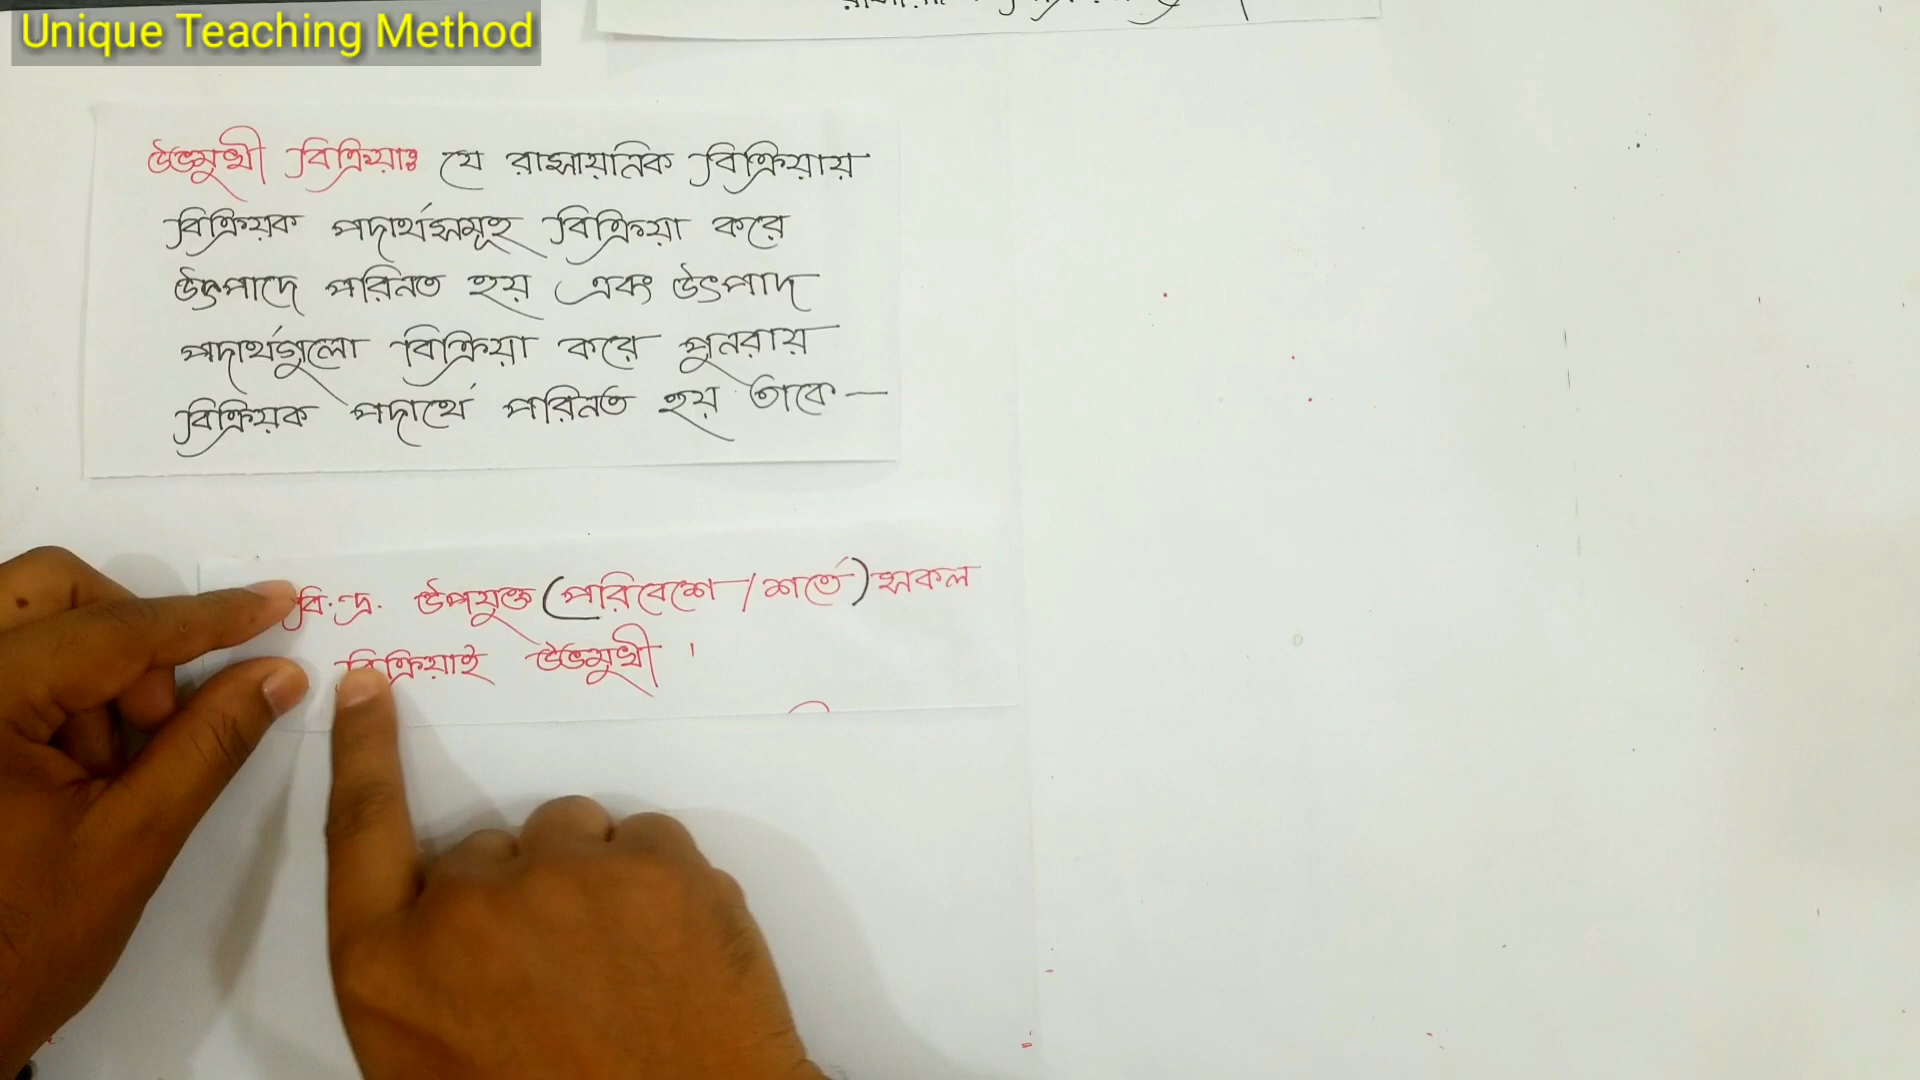 Unique Teaching Method
উভমুখী বিক্রিয়াঃ যে রাসায়নিক বিক্রিয়ায়
বিক্রিয়ক পদার্থসমূহ বিক্রিয়া করে
উৎপাদে পরিনত হয় এবং উৎপাদ
পদার্থগুলো বিক্রিয়া করে পুনরায়
বিক্রিয়ক পদার্থে পরিনত হয় তাকে—
বি.দ্র. উপযুক্ত (পরিবেশে/শর্তে) সকল
বিক্রিয়াই উভমুখী।